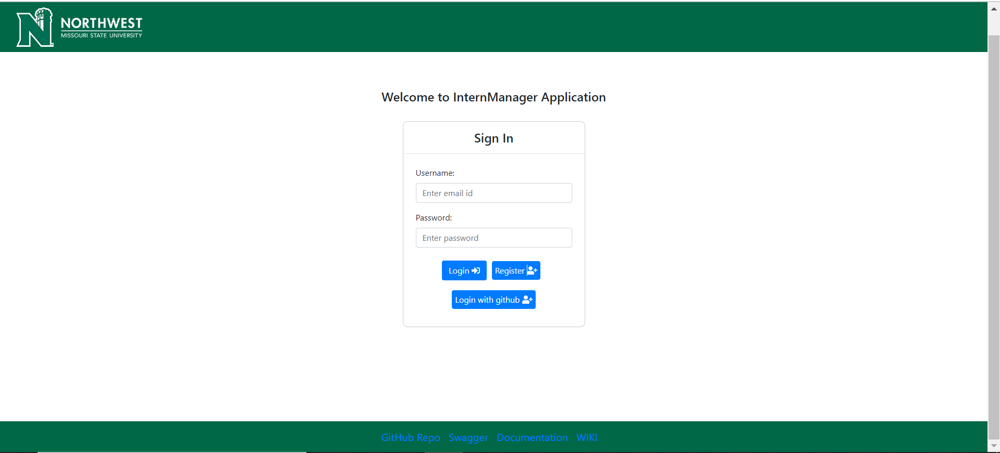 NORTHWEST
MISSOURI STATE UNIVERSITY
Welcome to InternManager Application
Sign In
Username:
Enter email id
Password:
Enter password
Login Register
Login with github
GitHub Repo Swagger Documentation WIKI